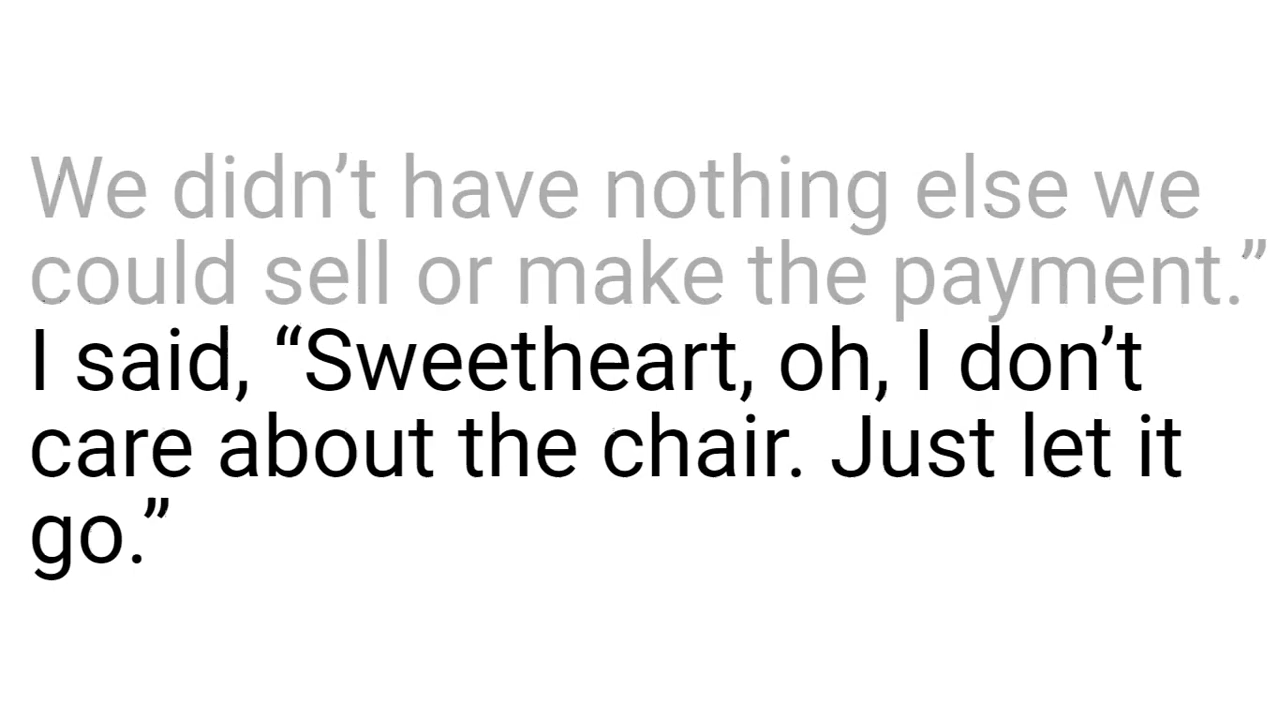 We didn’t have nothing else we
could sell or make the payment.”
I said, “Sweetheart, oh, I don’t
care about the chair. Just let it
go.”